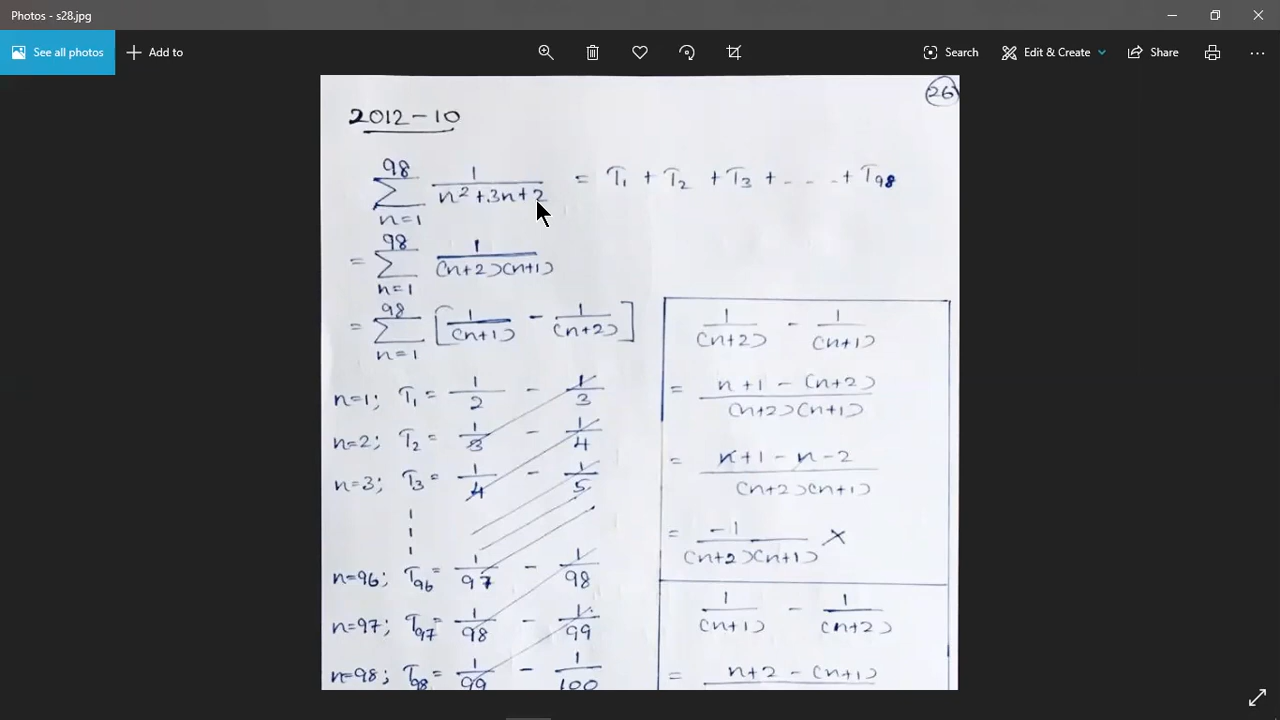 Photos - s28.jpg
See all photos
Add to
Search
Edit & Create
Share
26
2012-10
98
∑ 1/(n²+3n+2) = T₁ + T₂ + T₃ + - - - + T₉₈
n=1
98
= ∑ 1/((n+2)(n+1))
n=1
98
= ∑ [1/(n+1) - 1/(n+2)]
n=1
n=1; T₁ = 1/2 - 1/3
n=2; T₂ = 1/3 - 1/4
n=3; T₃ = 1/4 - 1/5
n=96; T₉₆ = 1/97 - 1/98
n=97; T₉₇ = 1/98 - 1/99
n=98; T₉₈ = 1/99 - 1/100
1/(n+2) - 1/(n+1)
= (n+1 - (n+2))/((n+2)(n+1))
= (n+1-n-2)/((n+2)(n+1))
= -1/((n+2)(n+1)) ×
1/(n+1) - 1/(n+2)
= n+2 - (n+1)